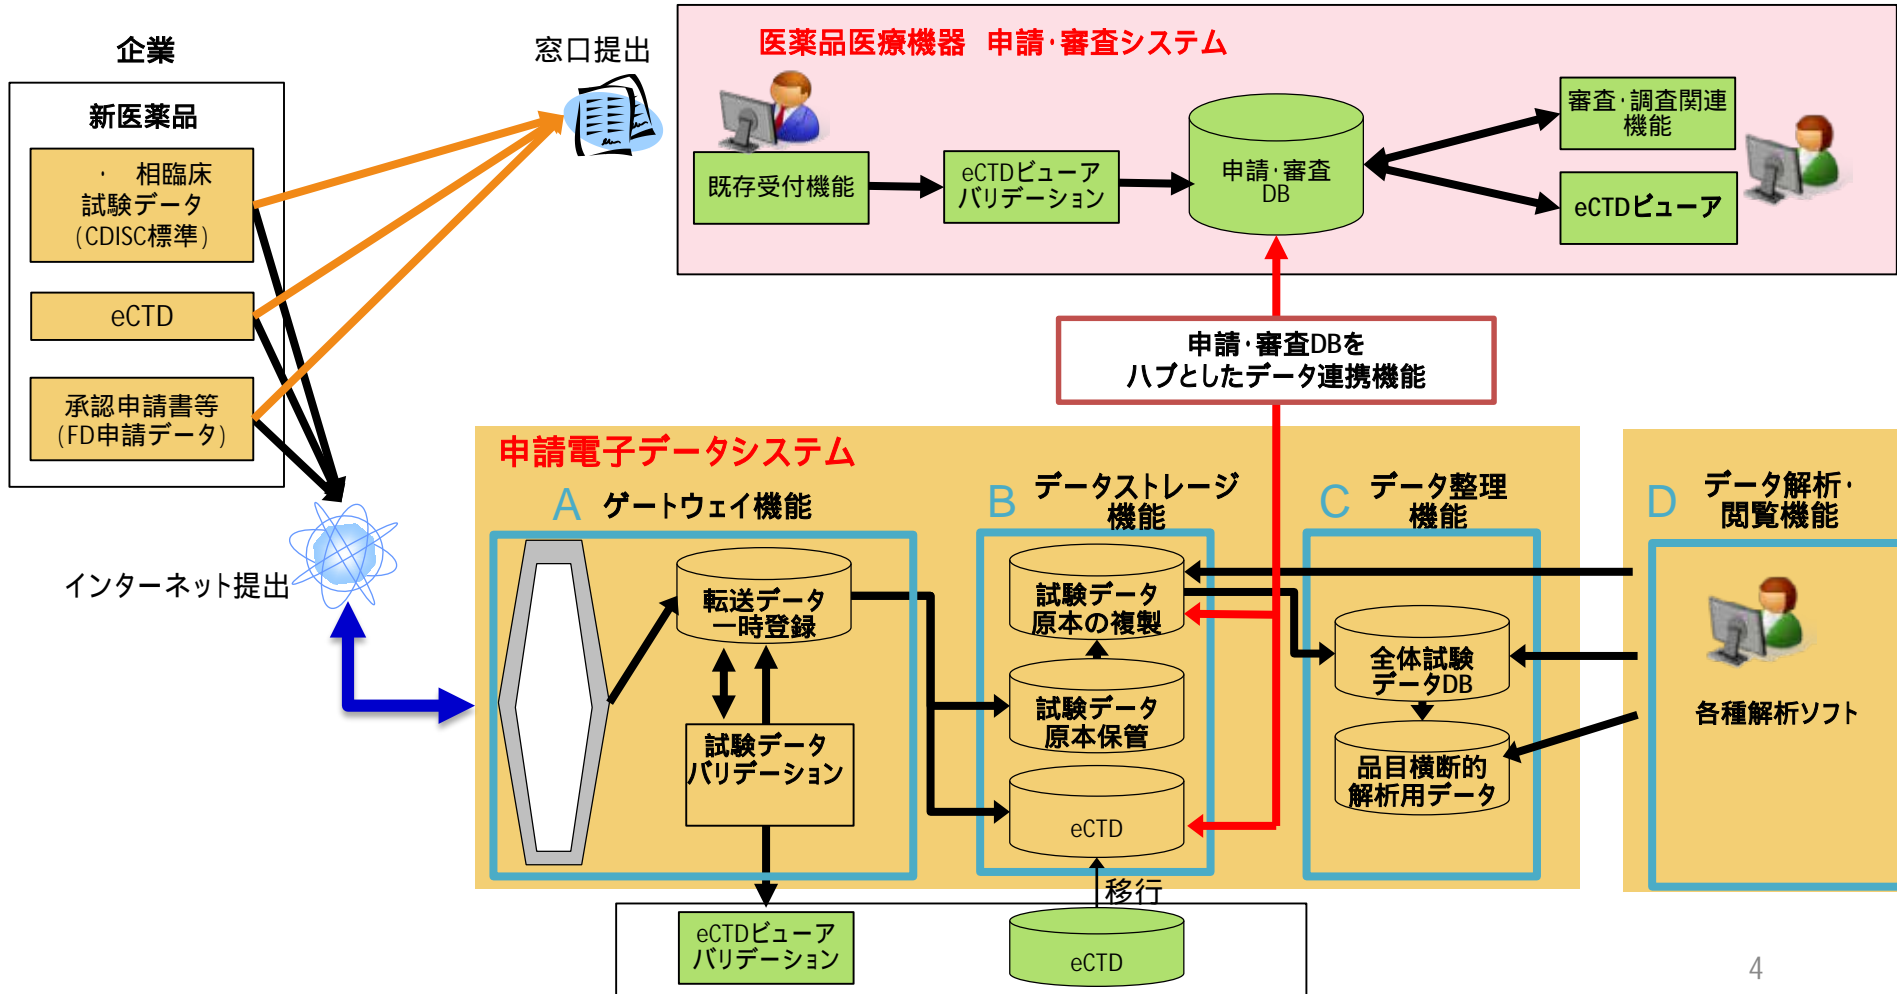 企業
新医薬品
・ 相臨床
試験データ
(CDISC標準)
eCTD
承認申請書等
(FD申請データ)
窓口提出
インターネット提出
医薬品医療機器 申請・審査システム
既存受付機能
eCTDビューア
バリデーション
申請・審査
DB
審査・調査関連
機能
eCTDビューア
申請・審査DBを
ハブとしたデータ連携機能
申請電子データシステム
A ゲートウェイ機能
転送データ
一時登録
試験データ
バリデーション
B データストレージ
機能
試験データ
原本の複製
試験データ
原本保管
eCTD
C データ整理
機能
全体試験
データDB
品目横断的
解析用データ
D データ解析・
閲覧機能
各種解析ソフト
移行
eCTDビューア
バリデーション
eCTD
4